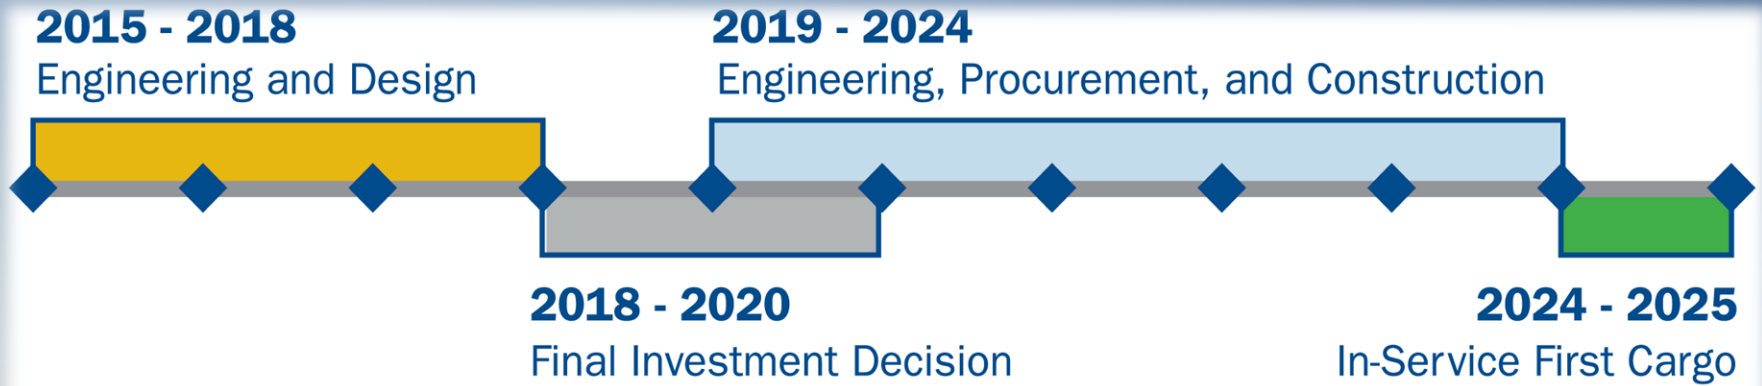 2015 - 2018
Engineering and Design
2019 - 2024
Engineering, Procurement, and Construction
2018 - 2020
Final Investment Decision
2024 - 2025
In-Service First Cargo